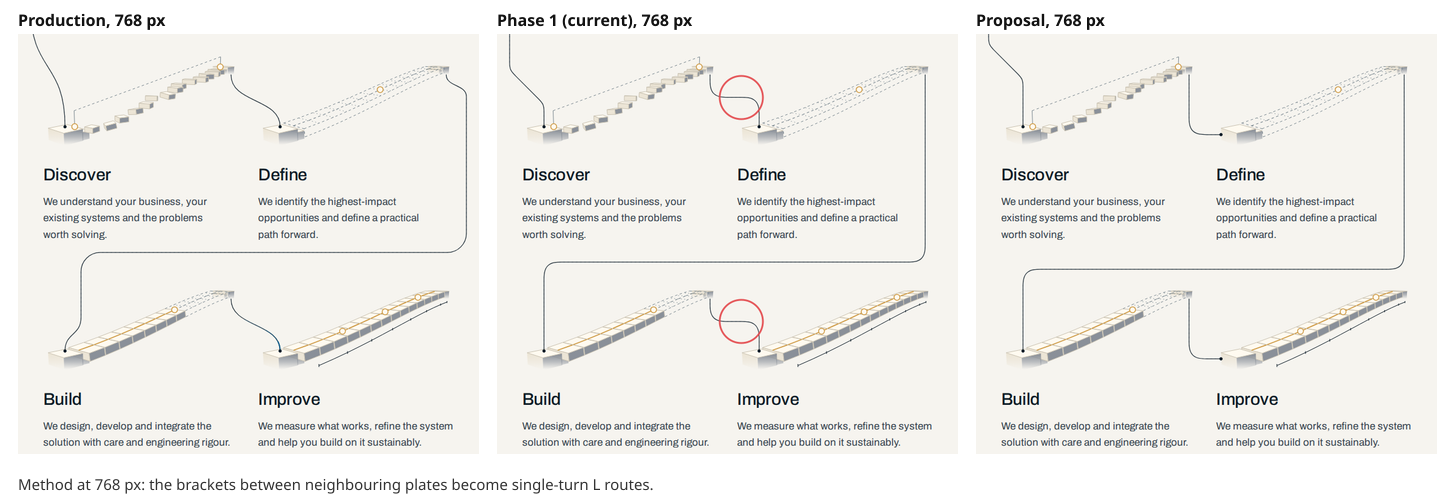 Production, 768 px
Discover
We understand your business, your
existing systems and the problems
worth solving.
Define
We identify the highest-impact
opportunities and define a practical
path forward.
Build
We design, develop and integrate the
solution with care and engineering rigour.
Improve
We measure what works, refine the system
and help you build on it sustainably.
Phase 1 (current), 768 px
Discover
We understand your business, your
existing systems and the problems
worth solving.
Define
We identify the highest-impact
opportunities and define a practical
path forward.
Build
We design, develop and integrate the
solution with care and engineering rigour.
Improve
We measure what works, refine the system
and help you build on it sustainably.
Proposal, 768 px
Discover
We understand your business, your
existing systems and the problems
worth solving.
Define
We identify the highest-impact
opportunities and define a practical
path forward.
Build
We design, develop and integrate the
solution with care and engineering rigour.
Improve
We measure what works, refine the system
and help you build on it sustainably.
Method at 768 px: the brackets between neighbouring plates become single-turn L routes.